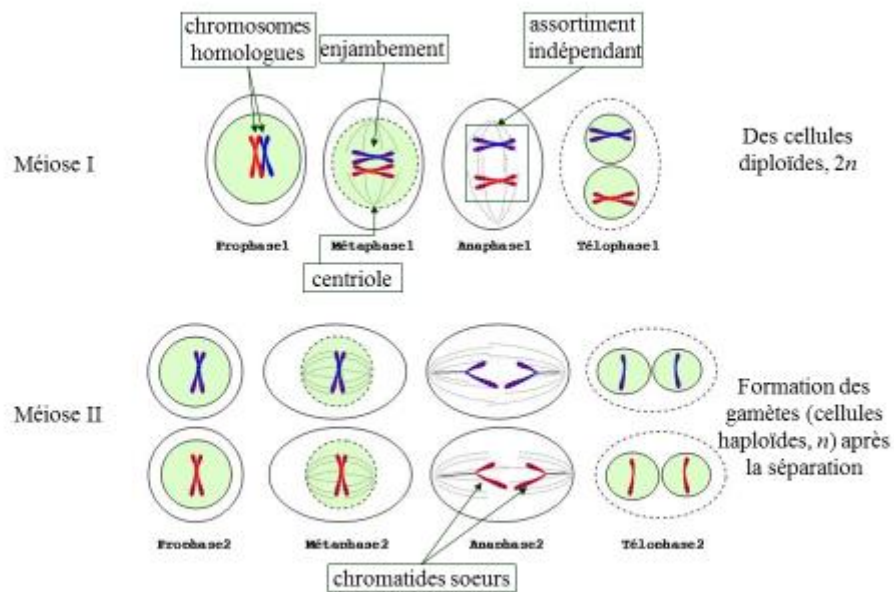 chromosomes
homologues
enjambement
assortiment
indépendant
Méiose I
Des cellules
diploïdes, 2n
Prophase1
Métaphase1
Anaphase1
Télophase1
centriole
Méiose II
Formation des
gamètes (cellules
haploïdes, n) après
la séparation
Prophase2
Métaphase2
Anaphase2
Télophase2
chromatides soeurs